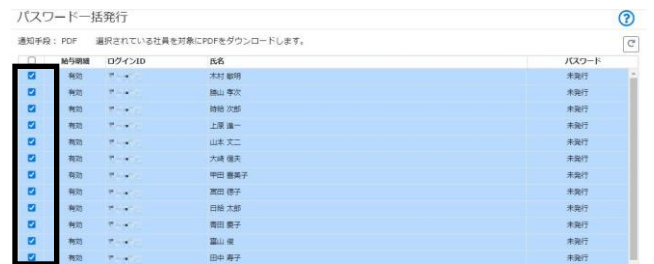 パスワード一括発行
通知手段： PDF 選択されている社員を対象にPDFをダウンロードします。
給与明細 ログインID 氏名 パスワード
有効 木村 敏明 未発行
有効 勝山 孝次 未発行
有効 時給 次郎 未発行
有効 上原 進一 未発行
有効 山本 文二 未発行
有効 大崎 信夫 未発行
有効 甲田 喜美子 未発行
有効 宮田 徳子 未発行
有効 日給 太郎 未発行
有効 青田 要子 未発行
有効 富山 俊 未発行
有効 田中 寿子 未発行